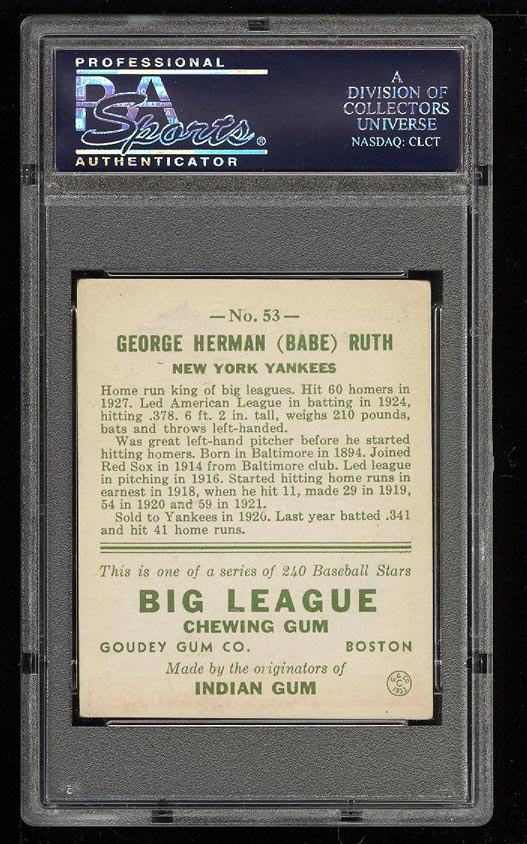 PROFESSIONAL
PSA
Sports®
AUTHENTICATOR
A
DIVISION OF
COLLECTORS
UNIVERSE
NASDAQ: CLCT
—No. 53—
GEORGE HERMAN (BABE) RUTH
NEW YORK YANKEES
Home run king of big leagues. Hit 60 homers in
1927. Led American League in batting in 1924,
hitting .378. 6 ft. 2 in. tall, weighs 210 pounds,
bats and throws left-handed.
Was great left-hand pitcher before he started
hitting homers. Born in Baltimore in 1894. Joined
Red Sox in 1914 from Baltimore club. Led league
in pitching in 1916. Started hitting home runs in
earnest in 1918, when he hit 11, made 29 in 1919,
54 in 1920 and 59 in 1921.
Sold to Yankees in 1920. Last year batted .341
and hit 41 home runs.
This is one of a series of 240 Baseball Stars
BIG LEAGUE
CHEWING GUM
GOUDEY GUM CO. BOSTON
Made by the originators of
INDIAN GUM
G.G.Co.
C
1933